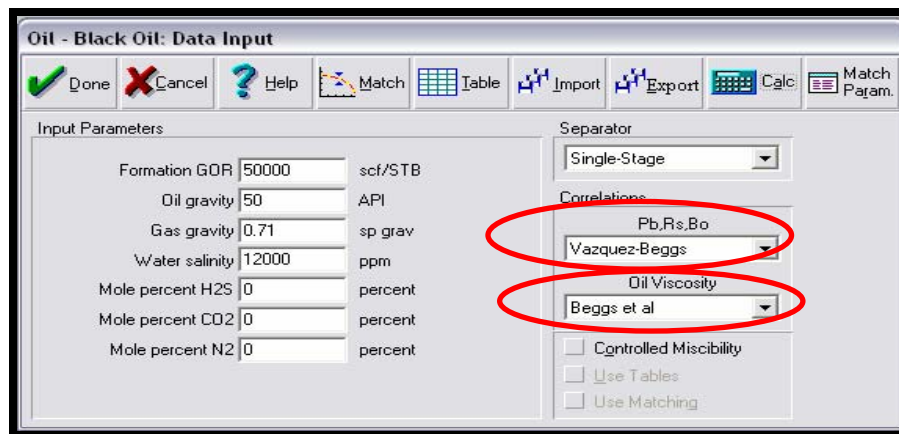 Oil - Black Oil: Data Input
Done Cancel Help Match Table Import Export Calc Match Param.
Input Parameters
Formation GOR 50000 scf/STB
Oil gravity 50 API
Gas gravity 0.71 sp grav
Water salinity 12000 ppm
Mole percent H2S 0 percent
Mole percent CO2 0 percent
Mole percent N2 0 percent
Separator
Single-Stage
Correlations
Pb,Rs,Bo
Vazquez-Beggs
Oil Viscosity
Beggs et al
Controlled Miscibility
Use Tables
Use Matching